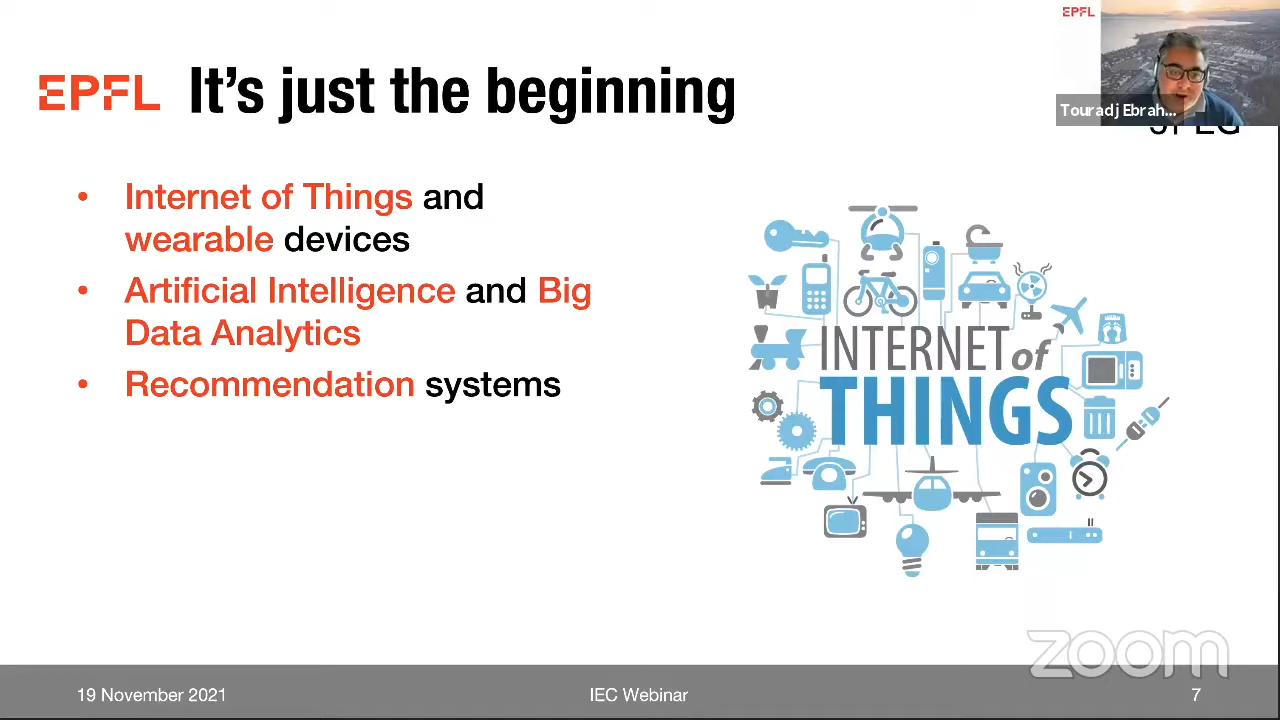 EPFL
It's just the beginning
EPFL
Touradj Ebrah...
JPEG
• Internet of Things and
wearable devices
• Artificial Intelligence and Big
Data Analytics
• Recommendation systems
INTERNET of
THINGS
zoom
19 November 2021
IEC Webinar
7